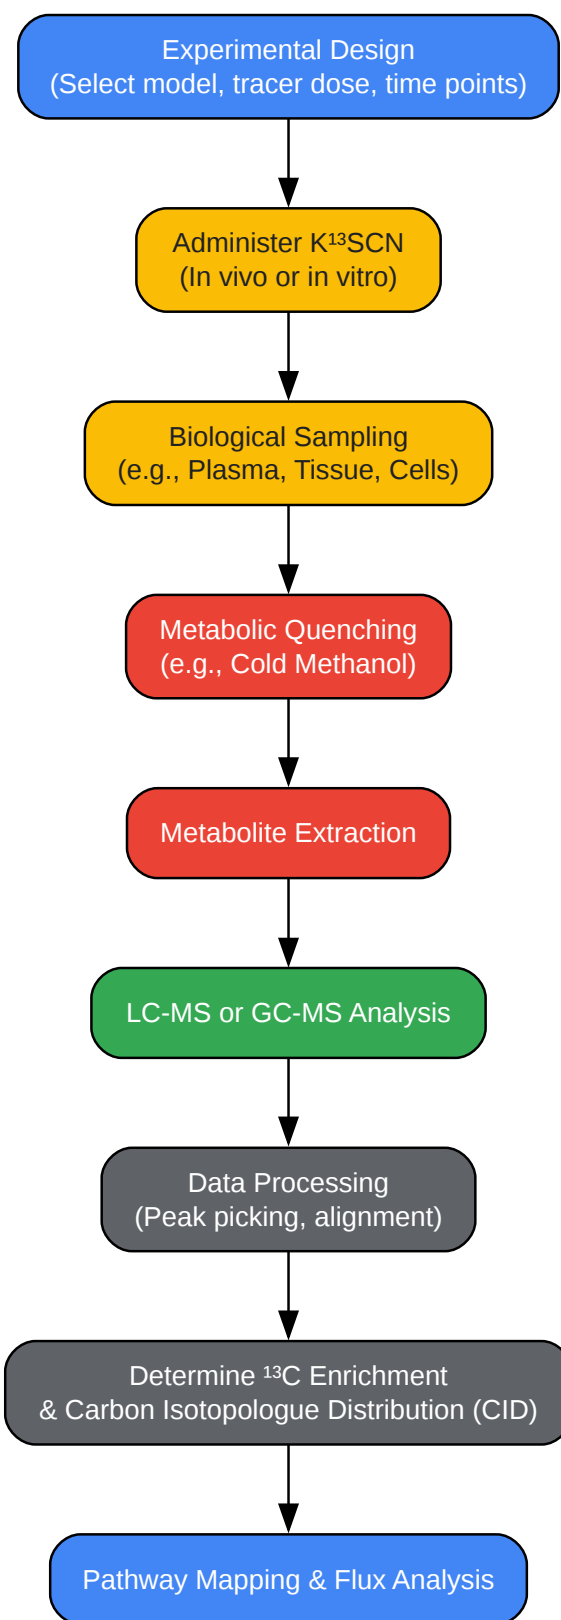 Experimental Design
(Select model, tracer dose, time points)
Administer K¹³SCN
(In vivo or in vitro)
Biological Sampling
(e.g., Plasma, Tissue, Cells)
Metabolic Quenching
(e.g., Cold Methanol)
Metabolite Extraction
LC-MS or GC-MS Analysis
Data Processing
(Peak picking, alignment)
Determine ¹³C Enrichment
& Carbon Isotopologue Distribution (CID)
Pathway Mapping & Flux Analysis